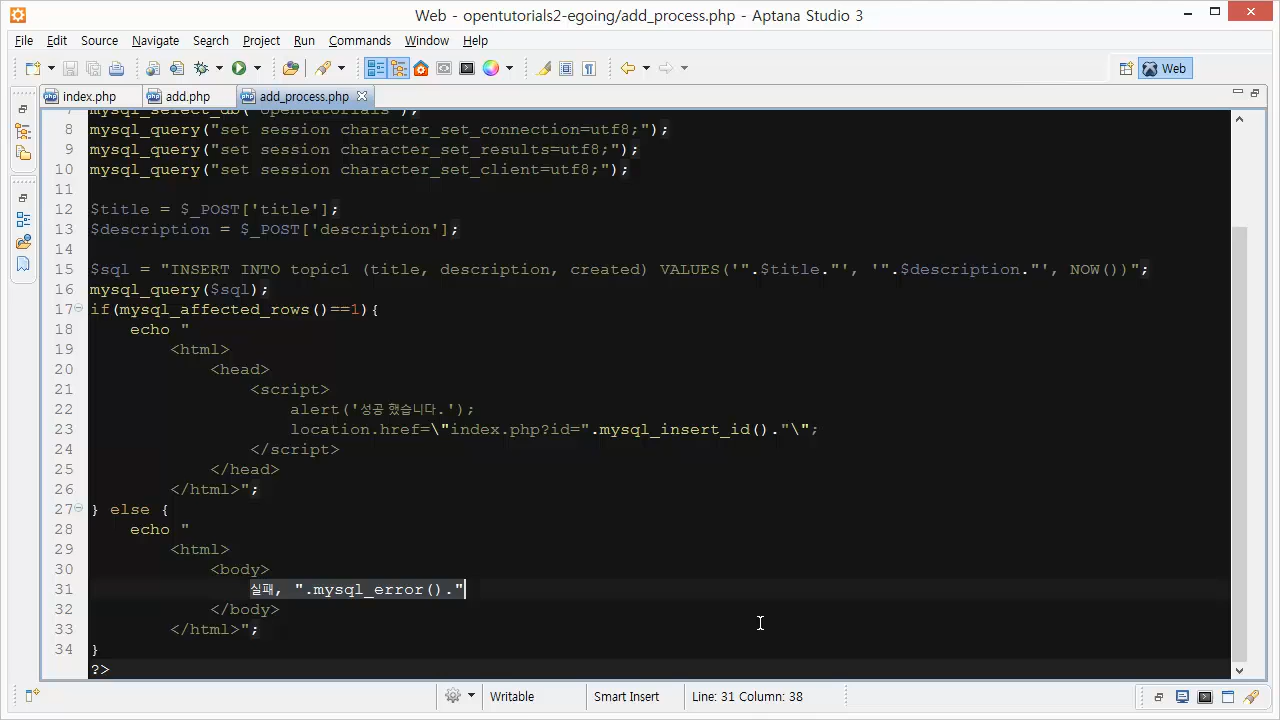 Web - opentutorials2-egoing/add_process.php - Aptana Studio 3
File Edit Source Navigate Search Project Run Commands Window Help
Web
index.php add.php add_process.php
7 mysql_select_db("opentutorials");
8 mysql_query("set session character_set_connection=utf8;");
9 mysql_query("set session character_set_results=utf8;");
10 mysql_query("set session character_set_client=utf8;");
11
12 $title = $_POST['title'];
13 $description = $_POST['description'];
14
15 $sql = "INSERT INTO topic1 (title, description, created) VALUES('".$title."', '".$description."', NOW())";
16 mysql_query($sql);
17 if(mysql_affected_rows()==1){
18 echo "
19 <html>
20 <head>
21 <script>
22 alert('성공 했습니다.');
23 location.href=\"index.php?id=".mysql_insert_id()."\";
24 </script>
25 </head>
26 </html>";
27 } else {
28 echo "
29 <html>
30 <body>
31 실패, ".mysql_error()."
32 </body>
33 </html>";
34 }
?>
Writable Smart Insert Line: 31 Column: 38